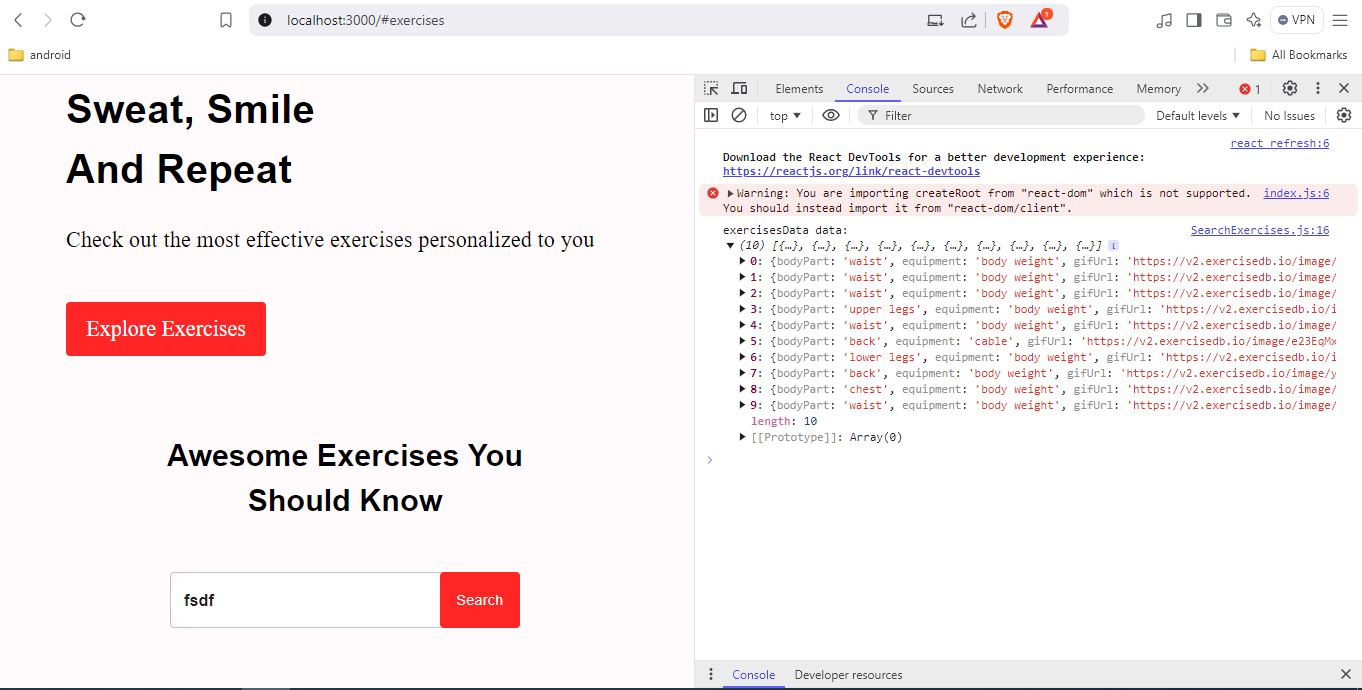 localhost:3000/#exercises
1
VPN
android
All Bookmarks
Sweat, Smile
And Repeat
Check out the most effective exercises personalized to you
Explore Exercises
Awesome Exercises You
Should Know
fsdf
Search
Elements Console Sources Network Performance Memory 1
top Filter Default levels No Issues
react refresh:6
Download the React DevTools for a better development experience:
https://reactjs.org/link/react-devtools
Warning: You are importing createRoot from "react-dom" which is not supported. index.js:6
You should instead import it from "react-dom/client".
exercisesData data: SearchExercises.js:16
(10) [{…}, {…}, {…}, {…}, {…}, {…}, {…}, {…}, {…}, {…}] i
0: {bodyPart: 'waist', equipment: 'body weight', gifUrl: 'https://v2.exercisedb.io/image/
1: {bodyPart: 'waist', equipment: 'body weight', gifUrl: 'https://v2.exercisedb.io/image/
2: {bodyPart: 'waist', equipment: 'body weight', gifUrl: 'https://v2.exercisedb.io/image/
3: {bodyPart: 'upper legs', equipment: 'body weight', gifUrl: 'https://v2.exercisedb.io/i
4: {bodyPart: 'waist', equipment: 'body weight', gifUrl: 'https://v2.exercisedb.io/image/
5: {bodyPart: 'back', equipment: 'cable', gifUrl: 'https://v2.exercisedb.io/image/e23EqMx
6: {bodyPart: 'lower legs', equipment: 'body weight', gifUrl: 'https://v2.exercisedb.io/i
7: {bodyPart: 'back', equipment: 'body weight', gifUrl: 'https://v2.exercisedb.io/image/y
8: {bodyPart: 'chest', equipment: 'body weight', gifUrl: 'https://v2.exercisedb.io/image/
9: {bodyPart: 'waist', equipment: 'body weight', gifUrl: 'https://v2.exercisedb.io/image/
length: 10
[[Prototype]]: Array(0)
Console Developer resources